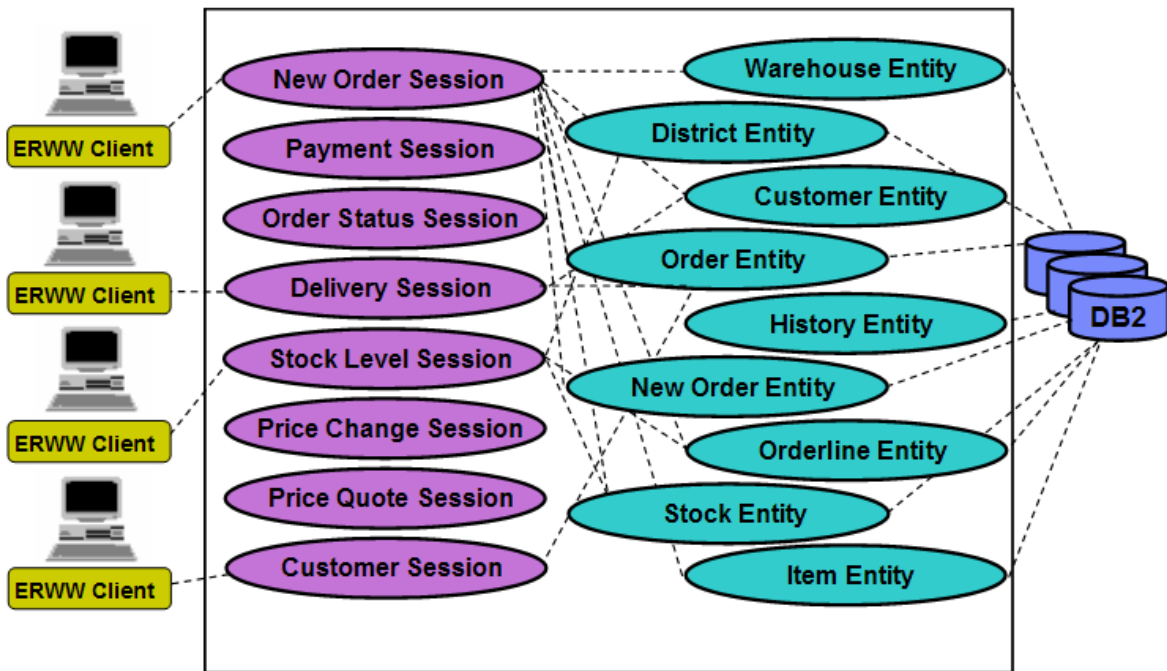 ERWW Client
ERWW Client
ERWW Client
ERWW Client
New Order Session
Payment Session
Order Status Session
Delivery Session
Stock Level Session
Price Change Session
Price Quote Session
Customer Session
Warehouse Entity
District Entity
Customer Entity
Order Entity
History Entity
New Order Entity
Orderline Entity
Stock Entity
Item Entity
DB2